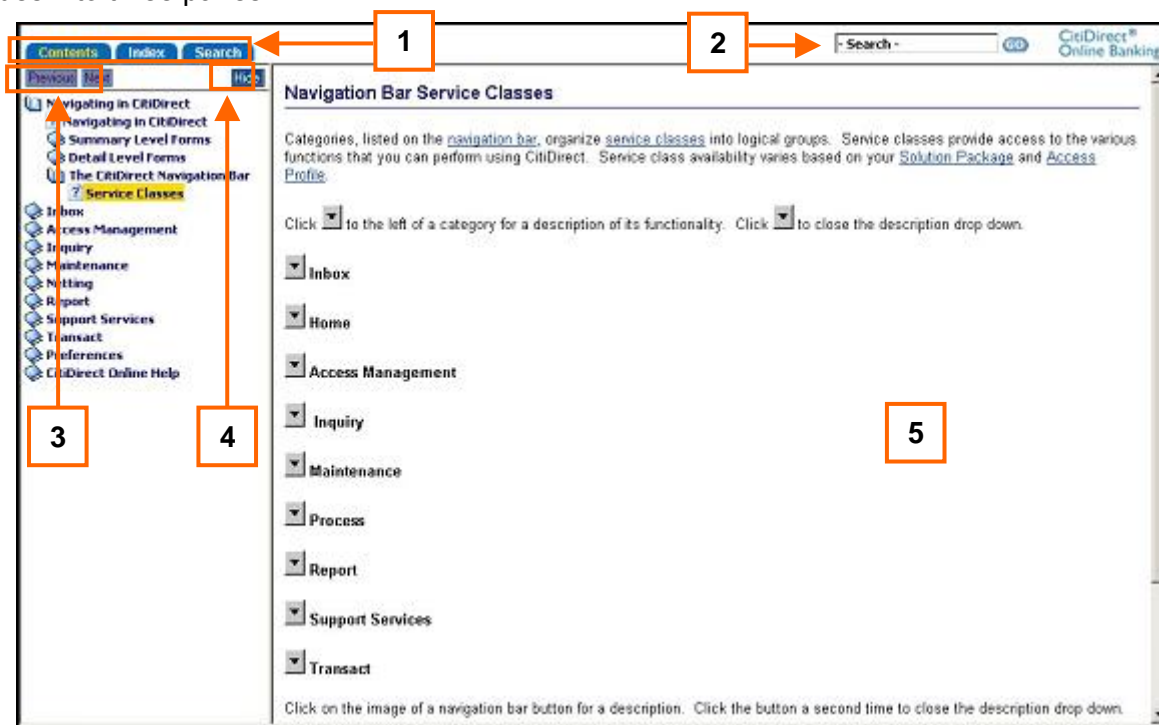 1
2
Contents Index Search
- Search -
GO
CitiDirect®
Online Banking
Previous Next
Hide
Navigating in CitiDirect
Navigating in CitiDirect
Summary Level Forms
Detail Level Forms
The CitiDirect Navigation Bar
? Service Classes
Inbox
Access Management
Inquiry
Maintenance
Netting
Report
Support Services
Transact
Preferences
CitiDirect Online Help
3
4
Navigation Bar Service Classes
Categories, listed on the navigation bar, organize service classes into logical groups. Service classes provide access to the various
functions that you can perform using CitiDirect. Service class availability varies based on your Solution Package and Access
Profile.
Click to the left of a category for a description of its functionality. Click to close the description drop down.
Inbox
Home
Access Management
Inquiry
5
Maintenance
Process
Report
Support Services
Transact
Click on the image of a navigation bar button for a description. Click the button a second time to close the description drop down.